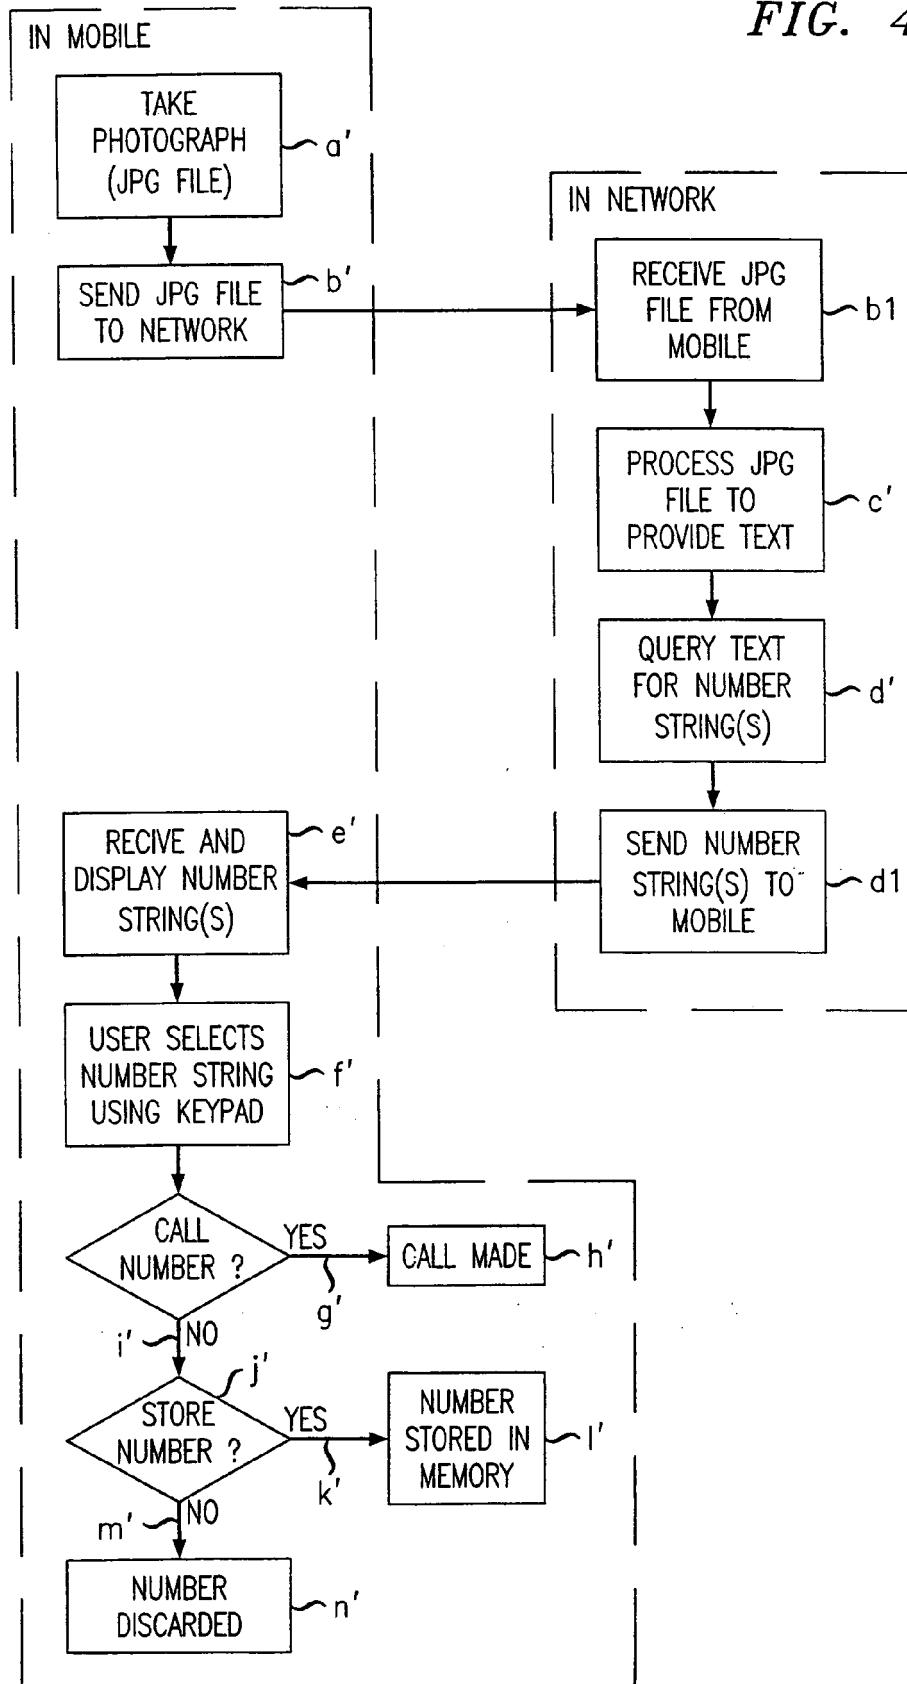 FIG. 4
IN MOBILE
TAKE
PHOTOGRAPH
(JPG FILE)
a'
SEND JPG FILE
TO NETWORK
b'
IN NETWORK
RECEIVE JPG
FILE FROM
MOBILE
b1
PROCESS JPG
FILE TO
PROVIDE TEXT
c'
QUERY TEXT
FOR NUMBER
STRING(S)
d'
SEND NUMBER
STRING(S) TO
MOBILE
d1
RECIVE AND
DISPLAY NUMBER
STRING(S)
e'
USER SELECTS
NUMBER STRING
USING KEYPAD
f'
CALL
NUMBER ?
YES
g'
CALL MADE
h'
i'
NO
j'
STORE
NUMBER ?
YES
k'
NUMBER
STORED IN
MEMORY
l'
m'
NO
NUMBER
DISCARDED
n'